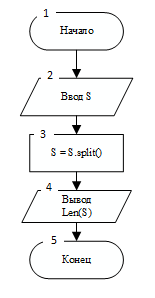 1
Начало
2
Ввод S
3
S = S.split()
4
Вывод
Len(S)
5
Конец